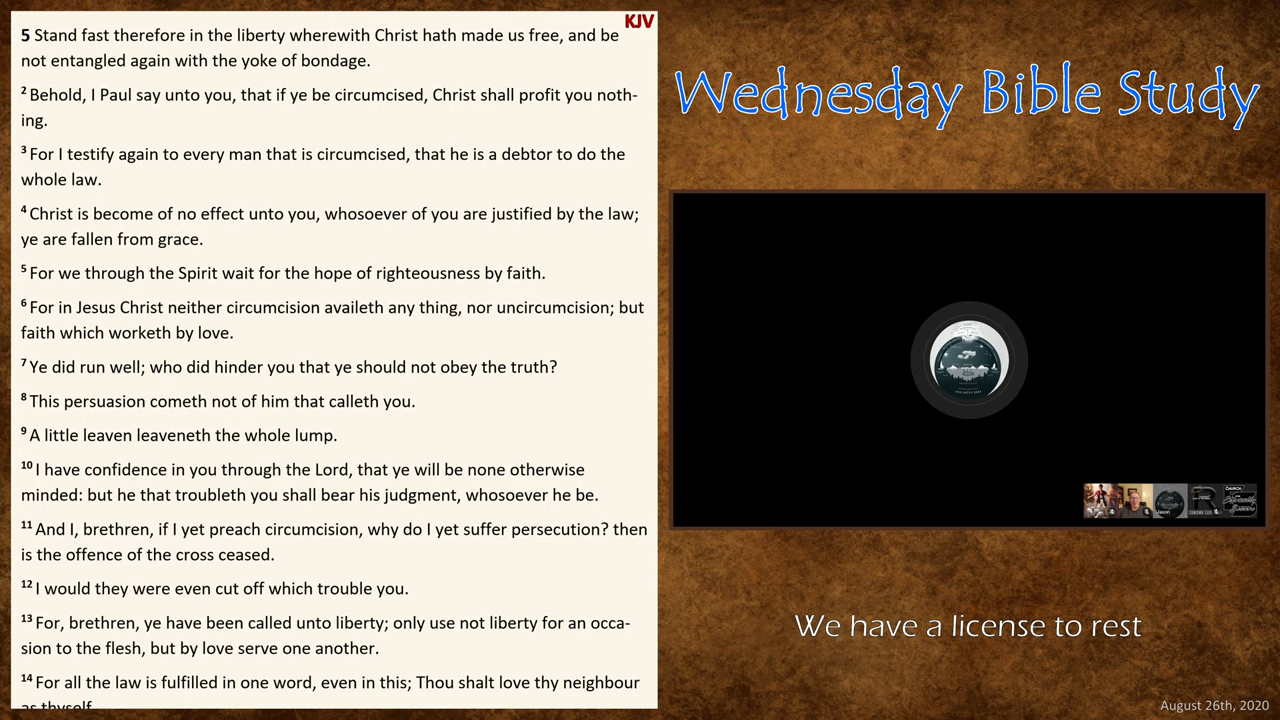 KJV
5 Stand fast therefore in the liberty wherewith Christ hath made us free, and be
not entangled again with the yoke of bondage.
2 Behold, I Paul say unto you, that if ye be circumcised, Christ shall profit you noth-
ing.
3 For I testify again to every man that is circumcised, that he is a debtor to do the
whole law.
4 Christ is become of no effect unto you, whosoever of you are justified by the law;
ye are fallen from grace.
5 For we through the Spirit wait for the hope of righteousness by faith.
6 For in Jesus Christ neither circumcision availeth any thing, nor uncircumcision; but
faith which worketh by love.
7 Ye did run well; who did hinder you that ye should not obey the truth?
8 This persuasion cometh not of him that calleth you.
9 A little leaven leaveneth the whole lump.
10 I have confidence in you through the Lord, that ye will be none otherwise
minded: but he that troubleth you shall bear his judgment, whosoever he be.
11 And I, brethren, if I yet preach circumcision, why do I yet suffer persecution? then
is the offence of the cross ceased.
12 I would they were even cut off which trouble you.
13 For, brethren, ye have been called unto liberty; only use not liberty for an occa-
sion to the flesh, but by love serve one another.
14 For all the law is fulfilled in one word, even in this; Thou shalt love thy neighbour
as thyself
Wednesday Bible Study
Jason
We have a license to rest
August 26th, 2020